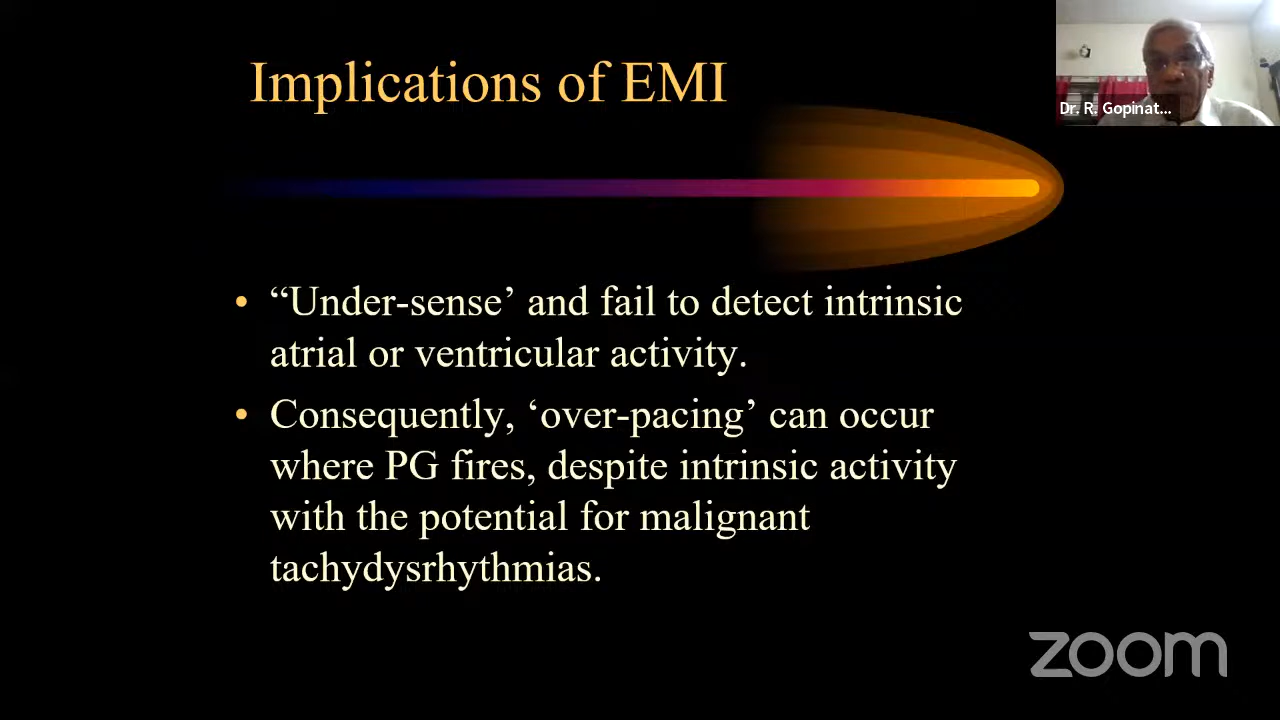 Implications of EMI
Dr. R. Gopinat...
• “Under-sense’ and fail to detect intrinsic
atrial or ventricular activity.
• Consequently, ‘over-pacing’ can occur
where PG fires, despite intrinsic activity
with the potential for malignant
tachydysrhythmias.
zoom